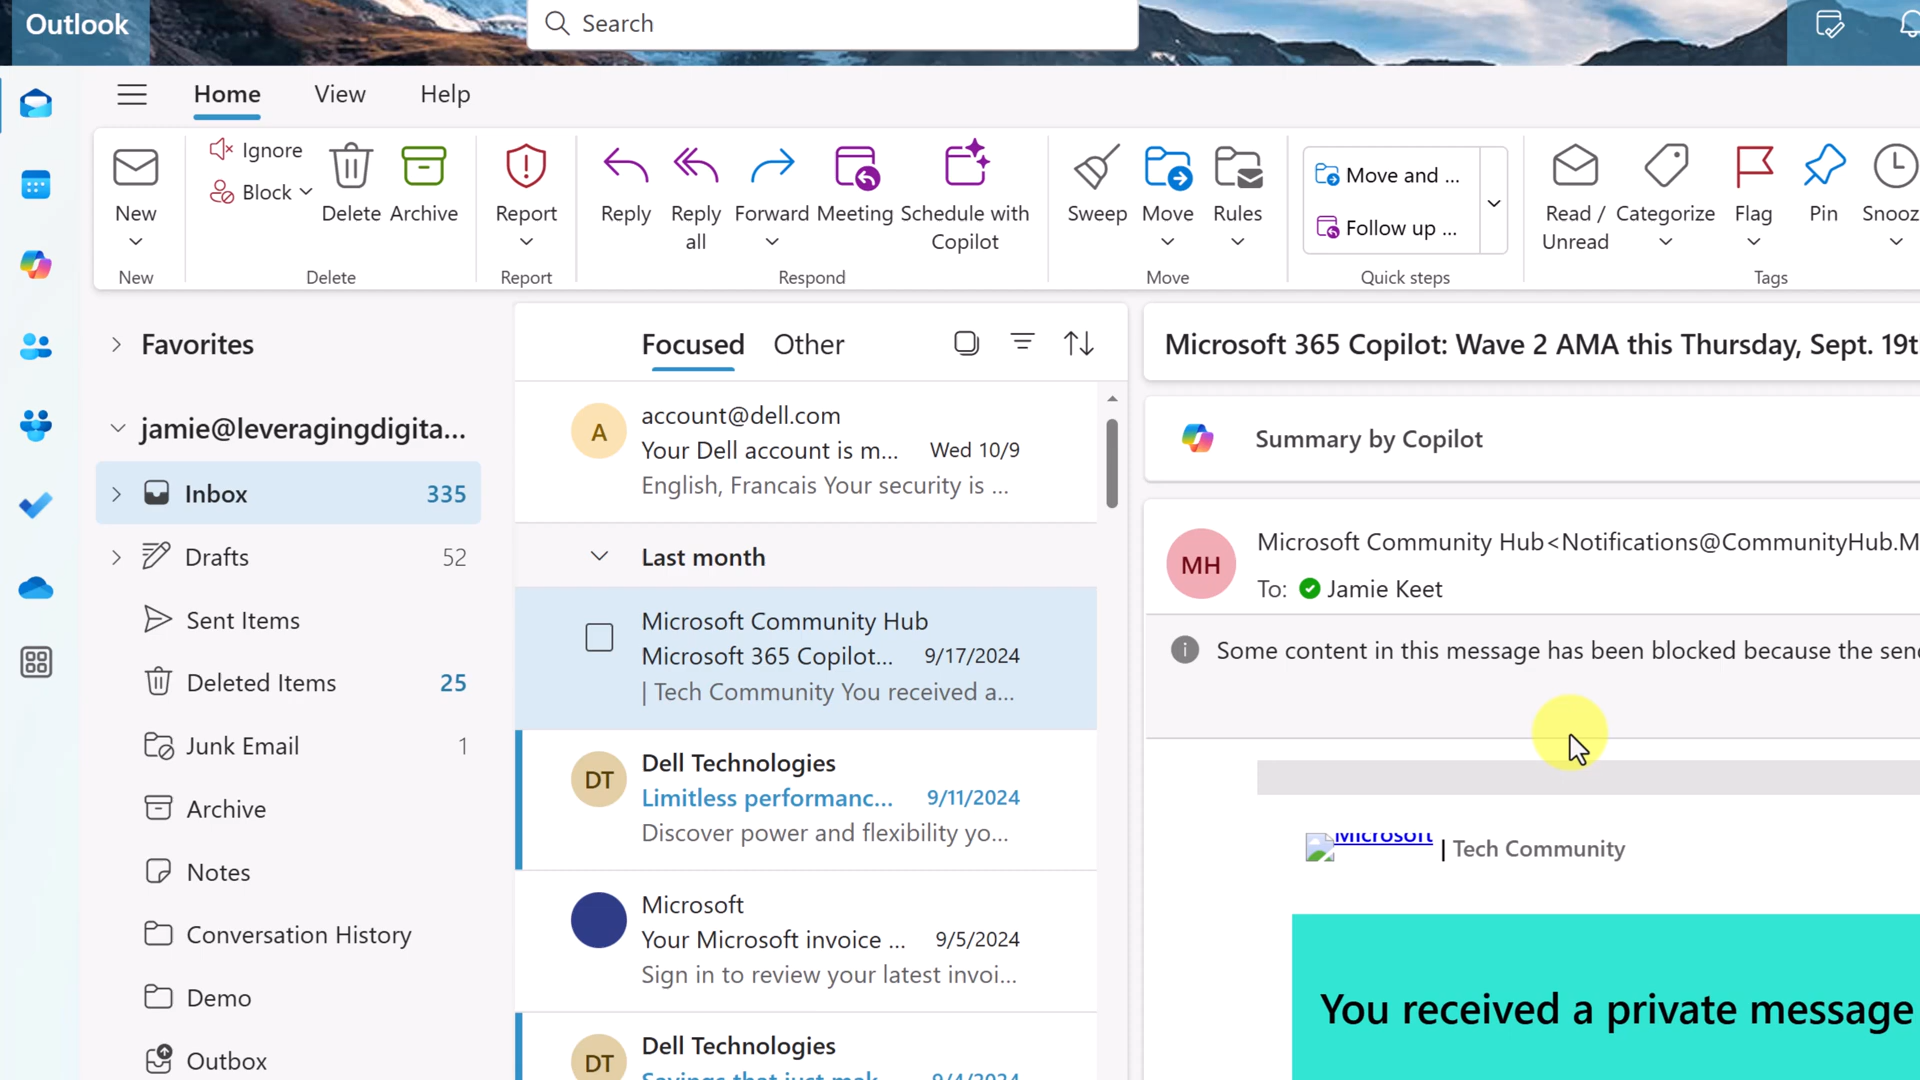 Outlook
Search
Home
View
Help
New
New
Ignore
Block
Delete
Archive
Delete
Report
Report
Reply
Reply
all
Forward
Meeting
Schedule with
Copilot
Respond
Sweep
Move
Rules
Move
Move and ...
Follow up ...
Quick steps
Read /
Unread
Categorize
Flag
Pin
Snooz
Tags
Favorites
jamie@leveragingdigita...
Inbox 335
Drafts 52
Sent Items
Deleted Items 25
Junk Email 1
Archive
Notes
Conversation History
Demo
Outbox
Focused
Other
A
account@dell.com
Your Dell account is m... Wed 10/9
English, Francais Your security is ...
Last month
Microsoft Community Hub
Microsoft 365 Copilot... 9/17/2024
| Tech Community You received a...
DT
Dell Technologies
Limitless performanc... 9/11/2024
Discover power and flexibility yo...
Microsoft
Your Microsoft invoice ... 9/5/2024
Sign in to review your latest invoi...
DT
Dell Technologies
Savings that just mak... 9/4/2024
Microsoft 365 Copilot: Wave 2 AMA this Thursday, Sept. 19t
Summary by Copilot
MH
Microsoft Community Hub<Notifications@CommunityHub.M
To: Jamie Keet
Some content in this message has been blocked because the sen
Microsoft | Tech Community
You received a private message